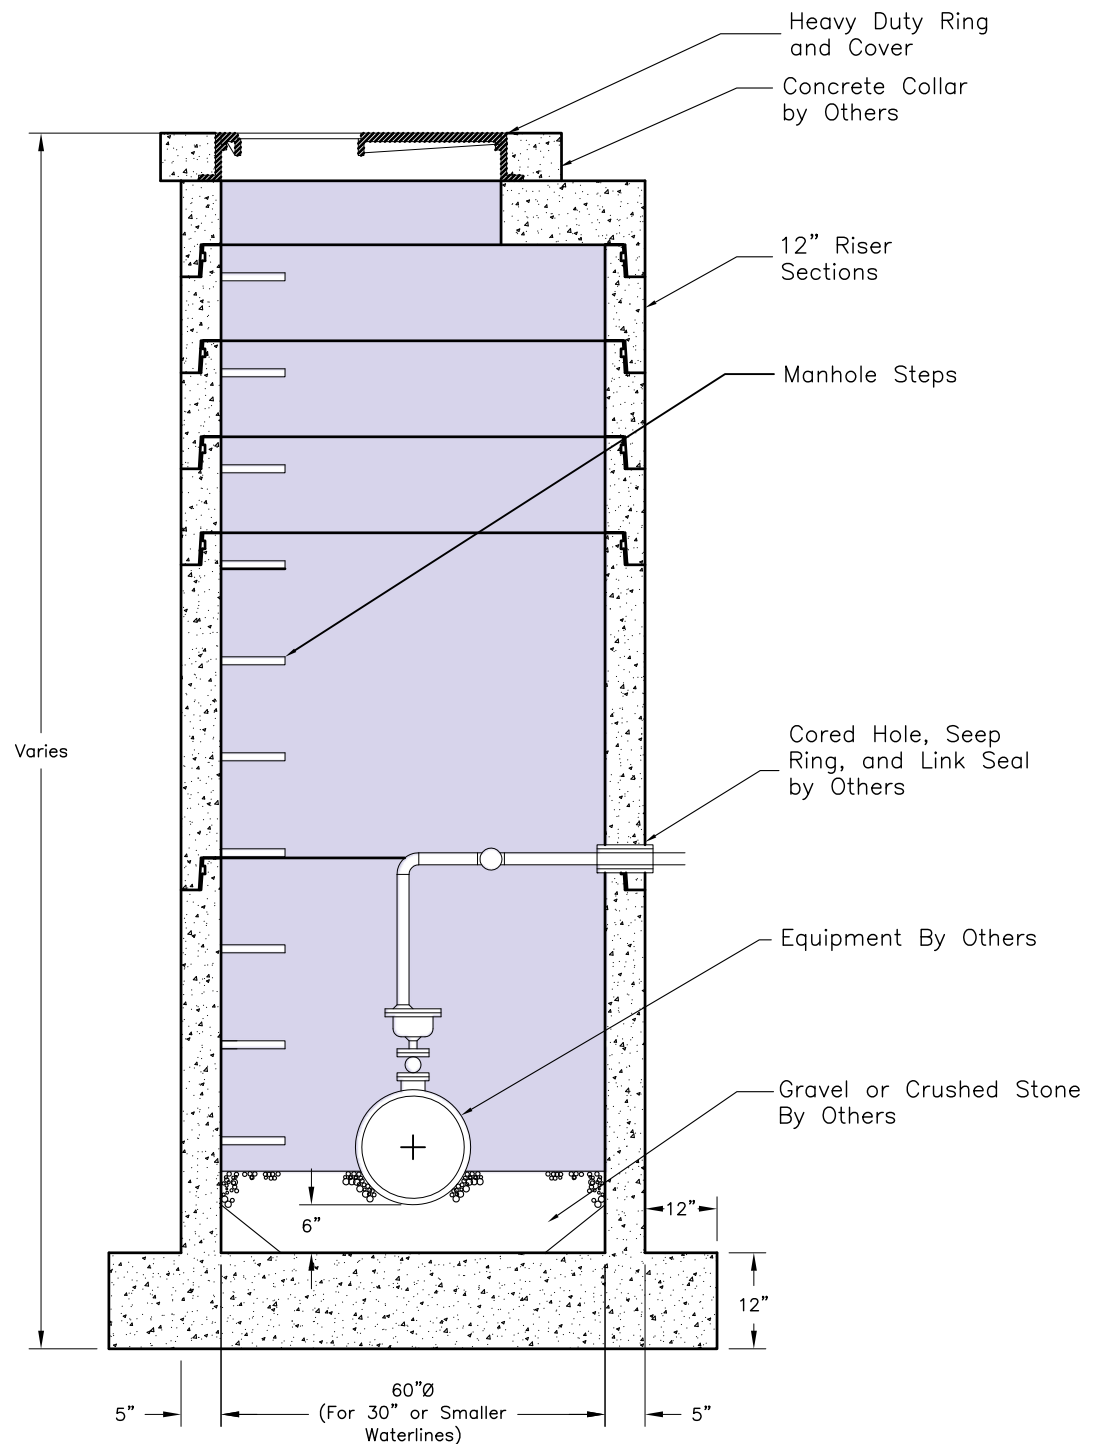 Heavy Duty Ring
and Cover
Concrete Collar
by Others
12” Riser
Sections
Manhole Steps
Varies
Cored Hole, Seep
Ring, and Link Seal
by Others
Equipment By Others
Gravel or Crushed Stone
By Others
12”
6”
12”
60”Ø
5”
(For 30” or Smaller
5”
Waterlines)